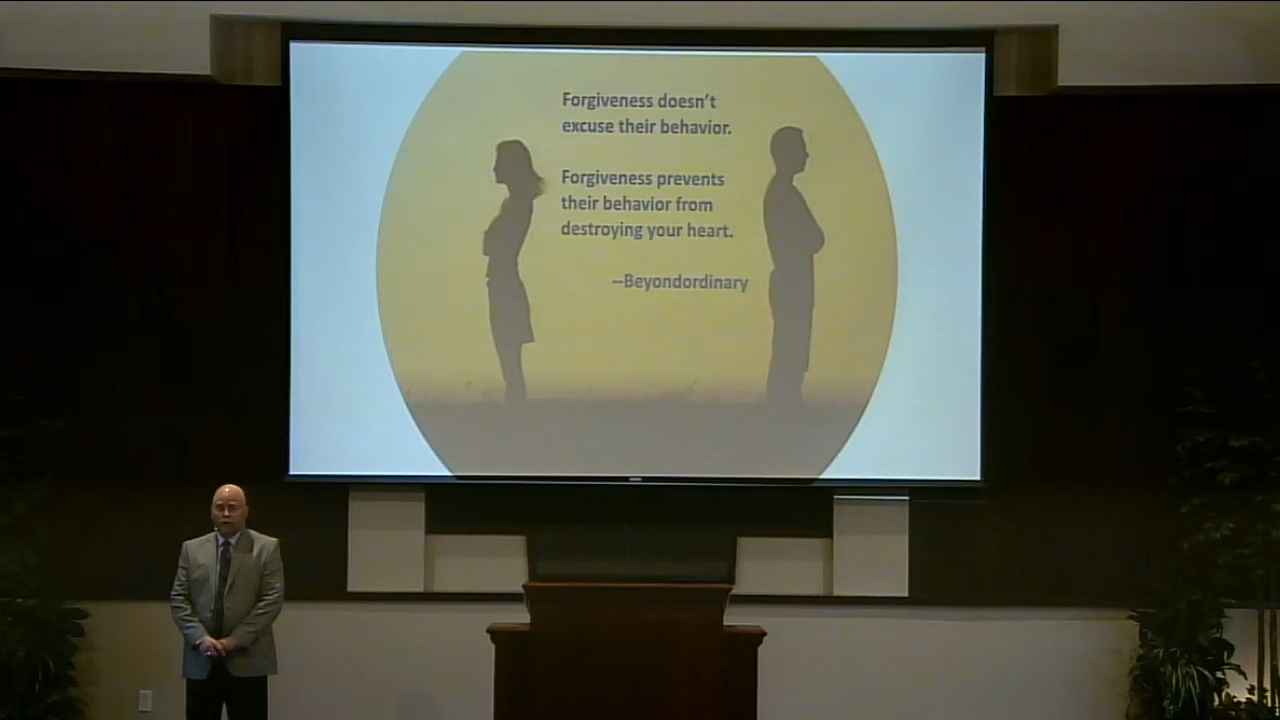 Forgiveness doesn't
excuse their behavior.
Forgiveness prevents
their behavior from
destroying your heart.
--Beyondordinary